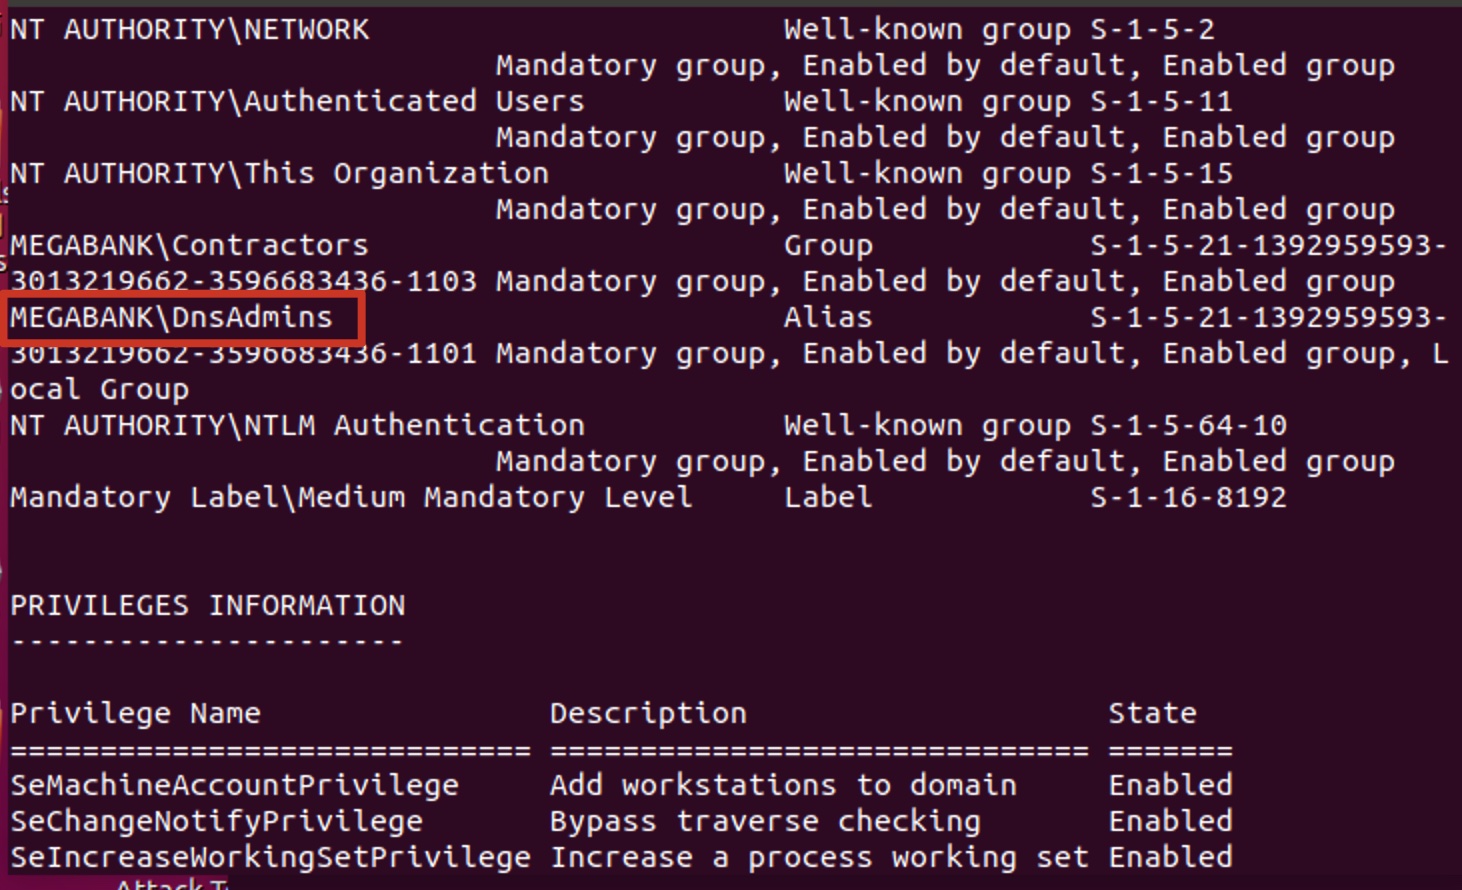 NT AUTHORITY\NETWORK Well-known group S-1-5-2
Mandatory group, Enabled by default, Enabled group
NT AUTHORITY\Authenticated Users Well-known group S-1-5-11
Mandatory group, Enabled by default, Enabled group
NT AUTHORITY\This Organization Well-known group S-1-5-15
Mandatory group, Enabled by default, Enabled group
MEGABANK\Contractors Group S-1-5-21-1392959593-
3013219662-3596683436-1103 Mandatory group, Enabled by default, Enabled group
MEGABANK\DnsAdmins Alias S-1-5-21-1392959593-
3013219662-3596683436-1101 Mandatory group, Enabled by default, Enabled group, L
ocal Group
NT AUTHORITY\NTLM Authentication Well-known group S-1-5-64-10
Mandatory group, Enabled by default, Enabled group
Mandatory Label\Medium Mandatory Level Label S-1-16-8192
PRIVILEGES INFORMATION
----------------------
Privilege Name Description State
============================= ============================== =======
SeMachineAccountPrivilege Add workstations to domain Enabled
SeChangeNotifyPrivilege Bypass traverse checking Enabled
SeIncreaseWorkingSetPrivilege Increase a process working set Enabled